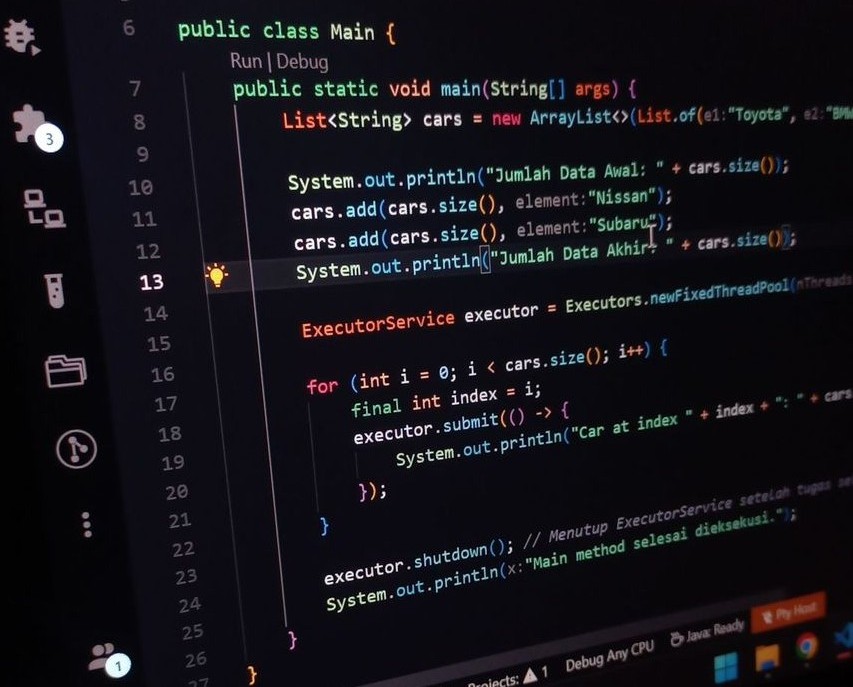 6 public class Main {
Run | Debug
7 public static void main(String[] args) {
8 List<String> cars = new ArrayList<>(List.of(e1:"Toyota", e2:"BMW
9
10 System.out.println("Jumlah Data Awal: " + cars.size());
11 cars.add(cars.size(), element:"Nissan");
12 cars.add(cars.size(), element:"Subaru");
13 System.out.println("Jumlah Data Akhir: " + cars.size());
14
15 ExecutorService executor = Executors.newFixedThreadPool(nThreads
16
17 for (int i = 0; i < cars.size(); i++) {
18 final int index = i;
19 executor.submit(() -> {
20 System.out.println("Car at index " + index + ": " + cars
21 });
22 }
23
24 executor.shutdown(); // Menutup ExecutorService setelah tugas se
25 System.out.println(x:"Main method selesai dieksekusi.");
26 }
27 }
3
1
Projects: 1 Debug Any CPU Java: Ready Pty Host